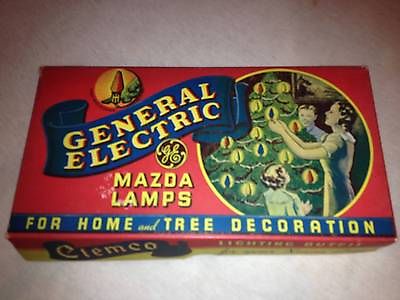 GENERAL
ELECTRIC
GE
MAZDA
LAMPS
FOR HOME and TREE DECORATION
Clemco
LIGHTING OUTFIT